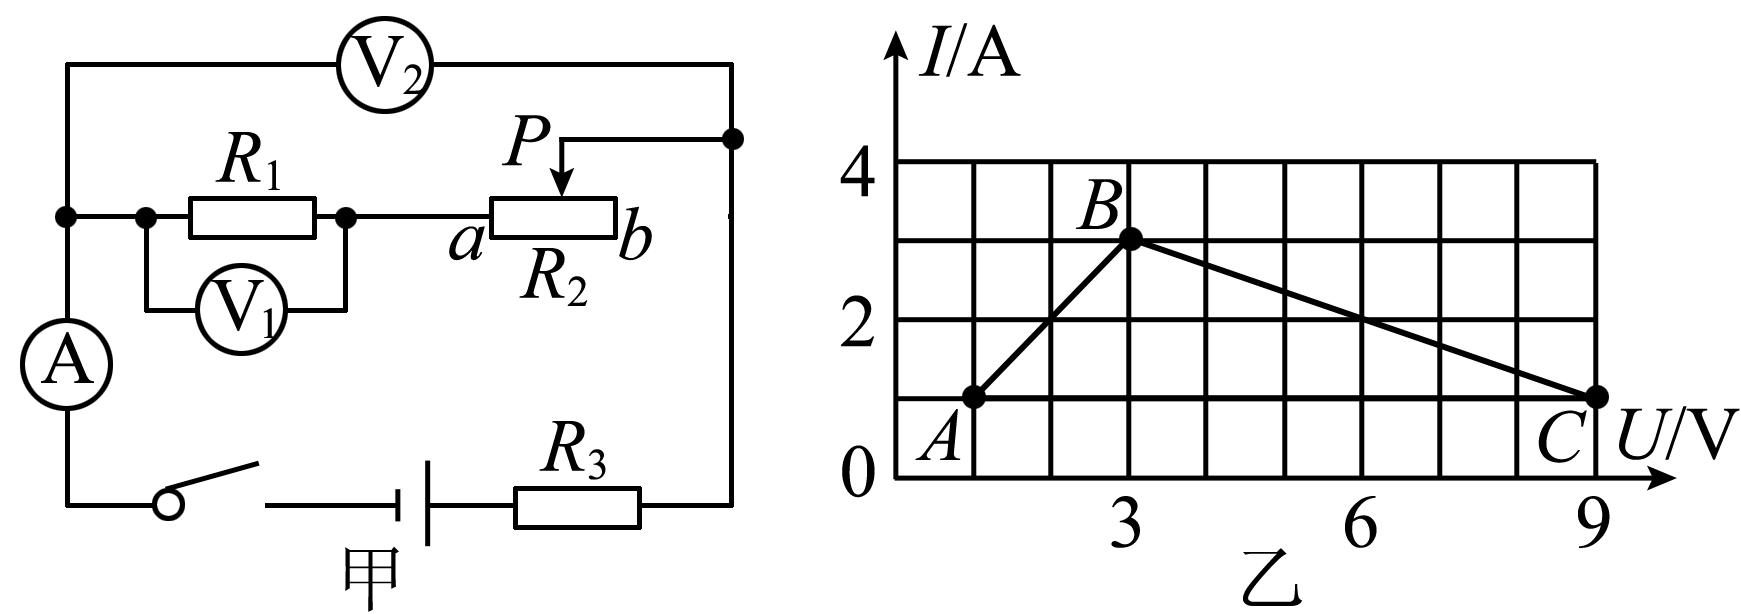 V₂
R₁
P
a
b
R₂
V₁
A
R₃
甲
I/A
4
B
2
A
C
U/V
0
3
6
9
乙